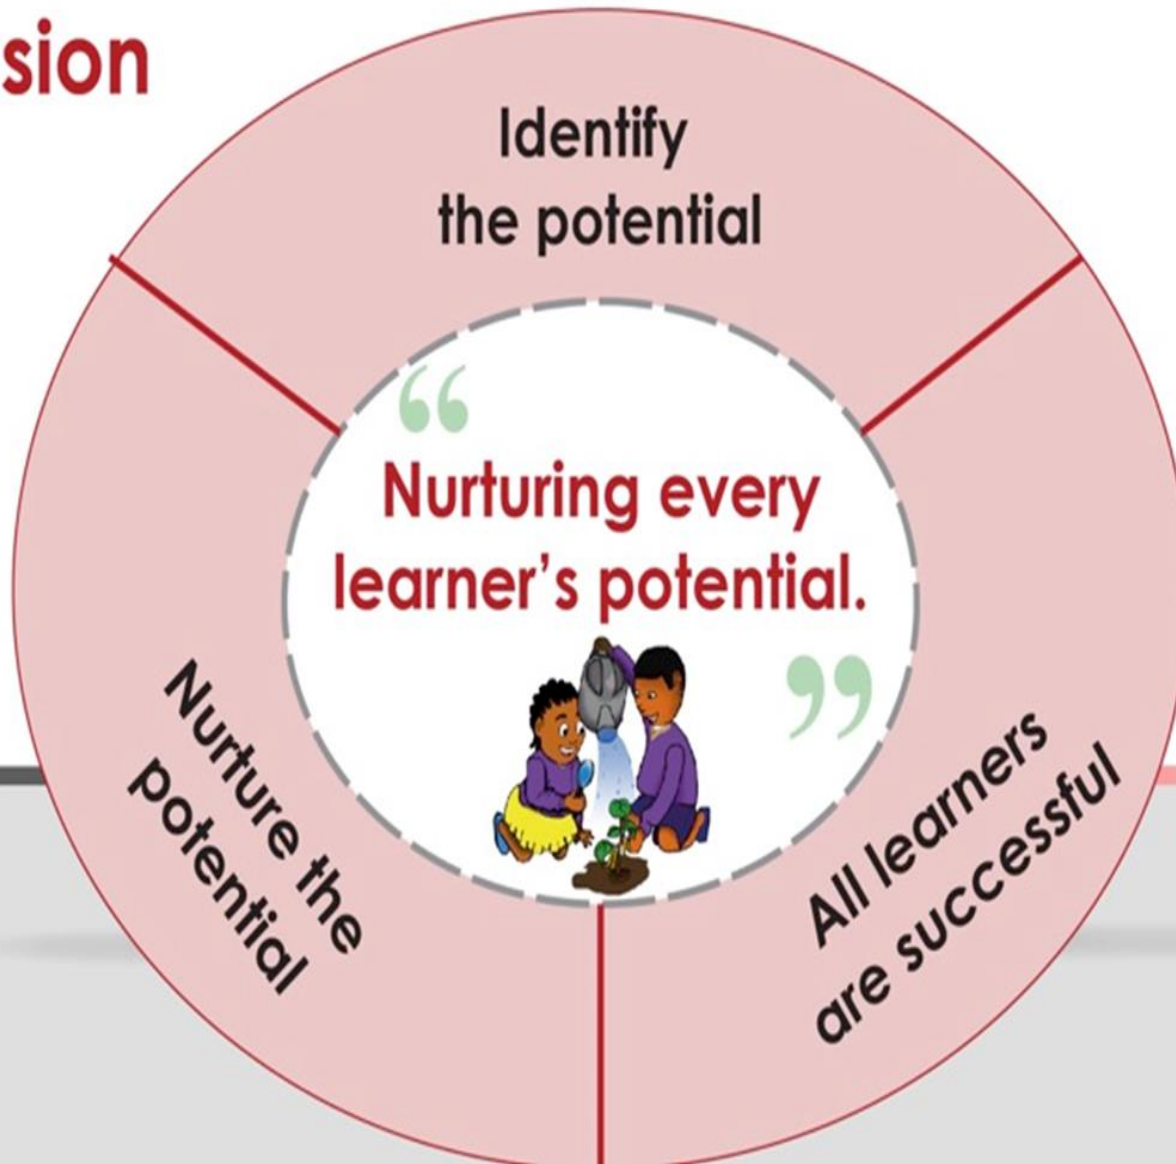 sion
Identify
the potential
“
Nurturing every
learner’s potential.
”
Nurture the
potential
All learners
are successful